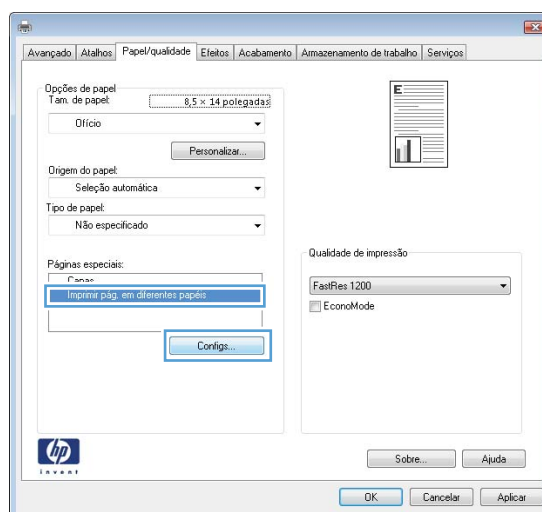 Avançado Atalhos Papel/qualidade Efeitos Acabamento Armazenamento de trabalho Serviços
Opções de papel
Tam. de papel: 8,5 × 14 polegadas
Ofício
Personalizar...
Origem do papel:
Seleção automática
Tipo de papel:
Não especificado
Páginas especiais:
Capas
Imprimir pág. em diferentes papéis
Configs...
E
Qualidade de impressão
FastRes 1200
EconoMode
hp
invent
Sobre... Ajuda
OK Cancelar Aplicar